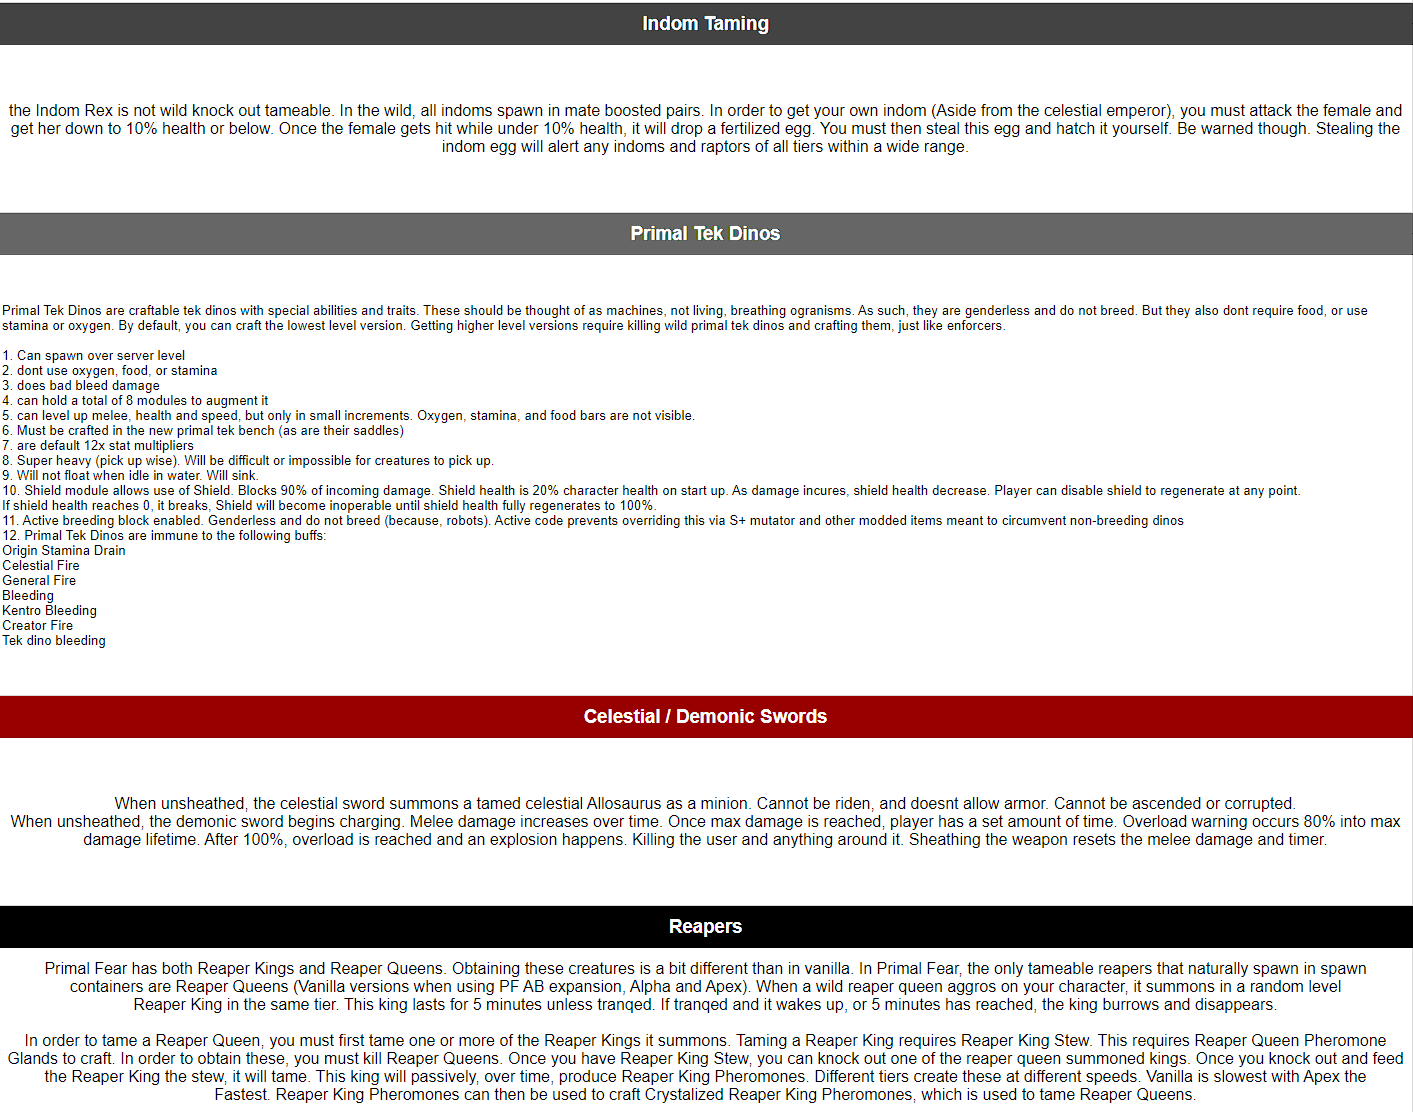 Indom Taming
the Indom Rex is not wild knock out tameable. In the wild, all indoms spawn in mate boosted pairs. In order to get your own indom (Aside from the celestial emperor), you must attack the female and
get her down to 10% health or below. Once the female gets hit while under 10% health, it will drop a fertilized egg. You must then steal this egg and hatch it yourself. Be warned though. Stealing the
indom egg will alert any indoms and raptors of all tiers within a wide range.
Primal Tek Dinos
Primal Tek Dinos are craftable tek dinos with special abilities and traits. These should be thought of as machines, not living, breathing ogranisms. As such, they are genderless and do not breed. But they also dont require food, or use
stamina or oxygen. By default, you can craft the lowest level version. Getting higher level versions require killing wild primal tek dinos and crafting them, just like enforcers.
1. Can spawn over server level
2. dont use oxygen, food, or stamina
3. does bad bleed damage
4. can hold a total of 8 modules to augment it
5. can level up melee, health and speed, but only in small increments. Oxygen, stamina, and food bars are not visible.
6. Must be crafted in the new primal tek bench (as are their saddles)
7. are default 12x stat multipliers
8. Super heavy (pick up wise). Will be difficult or impossible for creatures to pick up.
9. Will not float when idle in water. Will sink.
10. Shield module allows use of Shield. Blocks 90% of incoming damage. Shield health is 20% character health on start up. As damage incures, shield health decrease. Player can disable shield to regenerate at any point.
If shield health reaches 0, it breaks, Shield will become inoperable until shield health fully regenerates to 100%.
11. Active breeding block enabled. Genderless and do not breed (because, robots). Active code prevents overriding this via S+ mutator and other modded items meant to circumvent non-breeding dinos
12. Primal Tek Dinos are immune to the following buffs:
Origin Stamina Drain
Celestial Fire
General Fire
Bleeding
Kentro Bleeding
Creator Fire
Tek dino bleeding
Celestial / Demonic Swords
When unsheathed, the celestial sword summons a tamed celestial Allosaurus as a minion. Cannot be riden, and doesnt allow armor. Cannot be ascended or corrupted.
When unsheathed, the demonic sword begins charging. Melee damage increases over time. Once max damage is reached, player has a set amount of time. Overload warning occurs 80% into max
damage lifetime. After 100%, overload is reached and an explosion happens. Killing the user and anything around it. Sheathing the weapon resets the melee damage and timer.
Reapers
Primal Fear has both Reaper Kings and Reaper Queens. Obtaining these creatures is a bit different than in vanilla. In Primal Fear, the only tameable reapers that naturally spawn in spawn
containers are Reaper Queens (Vanilla versions when using PF AB expansion, Alpha and Apex). When a wild reaper queen aggros on your character, it summons in a random level
Reaper King in the same tier. This king lasts for 5 minutes unless tranqed. If tranqed and it wakes up, or 5 minutes has reached, the king burrows and disappears.
In order to tame a Reaper Queen, you must first tame one or more of the Reaper Kings it summons. Taming a Reaper King requires Reaper King Stew. This requires Reaper Queen Pheromone
Glands to craft. In order to obtain these, you must kill Reaper Queens. Once you have Reaper King Stew, you can knock out one of the reaper queen summoned kings. Once you knock out and feed
the Reaper King the stew, it will tame. This king will passively, over time, produce Reaper King Pheromones. Different tiers create these at different speeds. Vanilla is slowest with Apex the
Fastest. Reaper King Pheromones can then be used to craft Crystalized Reaper King Pheromones, which is used to tame Reaper Queens.